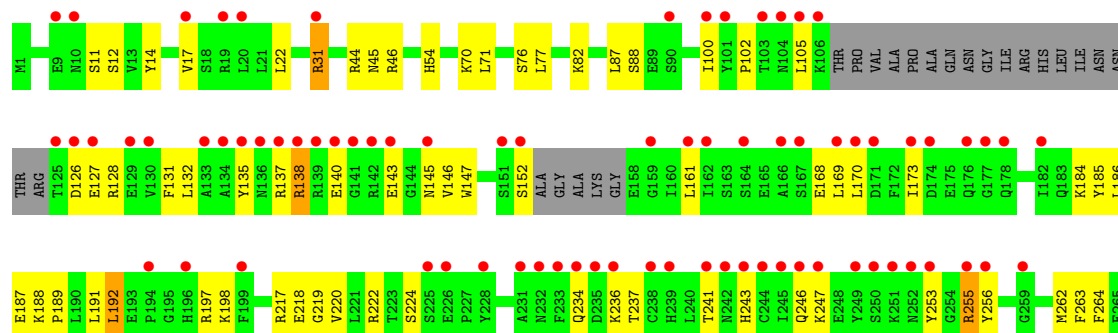 M1 E9 N10 S11 S12 V13 Y14 V17 S18 R19 L20 L21 L22 R31 R44 N45 R46 H54 K70 L71 S76 L77 K82 L87 S88 E89 S90 I100 Y101 P102 T103 N104 L105 K106 THR PRO VAL ALA PRO ALA GLN ASN GLY ILE ARG HIS LEU ILE ASN ASN
THR ARG T125 D126 E127 R128 E129 V130 F131 L132 A133 A134 Y135 N136 R137 R138 R139 E140 G141 R142 E143 G144 N145 V146 W147 S151 S152 ALA GLY ALA LYS GLY E158 G159 I160 L161 I162 S163 S164 E165 A166 S167 E168 L169 L170 D171 F172 I173 D174 E175 Q176 G177 Q178 I182 Q183 K184 Y185 L186
E187 K188 P189 L190 L191 L192 E193 P194 G195 H196 R197 K198 F199 R217 E218 G219 V220 L221 R222 T223 S224 S225 E226 P227 Y228 A231 N232 F233 Q234 D235 K236 T237 C238 H239 L240 T241 N242 H243 C244 I245 Q246 K247 E248 Y249 S250 K251 N252 Y253 G254 R255 Y256 G259 M262 F263 F264